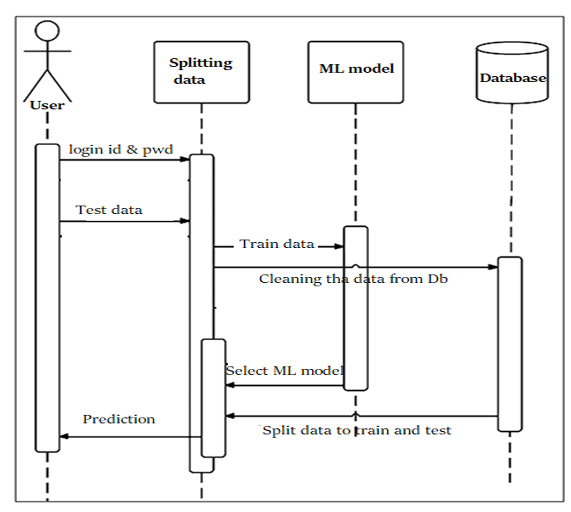 Splitting
data
ML model
Database
User
login id & pwd
Test data
Train data
Cleaning tha data from Db
Select ML model
Prediction
Split data to train and test